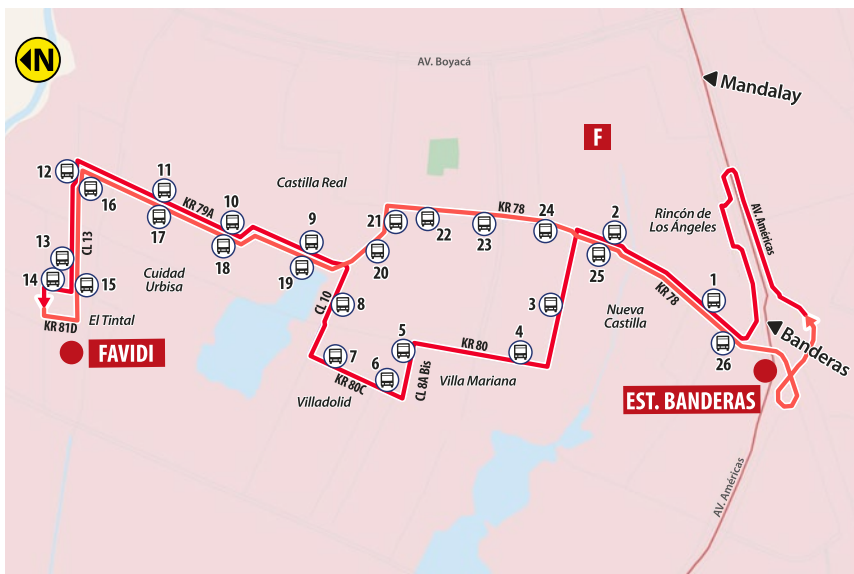 N
AV. Boyacá
Mandalay
F
12
11
Castilla Real
10
KR 79A
16
9
21
KR 78
24
2
Rincón de
Los Ángeles
AV. Américas
17
22
23
13
CL 13
18
20
25
14
15
Cuidad
Urbisa
19
CL 10
8
3
Nueva
Castilla
KR 78
1
El Tintal
KR 81D
FAVIDI
5
KR 80
4
Banderas
7
6
26
KR 80C
CL 8A Bis
Villa Mariana
Villadolid
EST. BANDERAS
AV. Américas